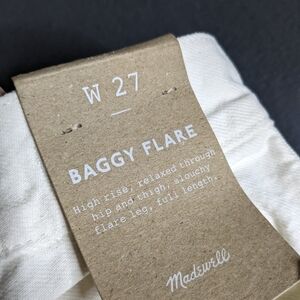 W 27
BAGGY FLARE
High rise, relaxed through
hip and thigh, slouchy
flare leg, full length.
Madewell